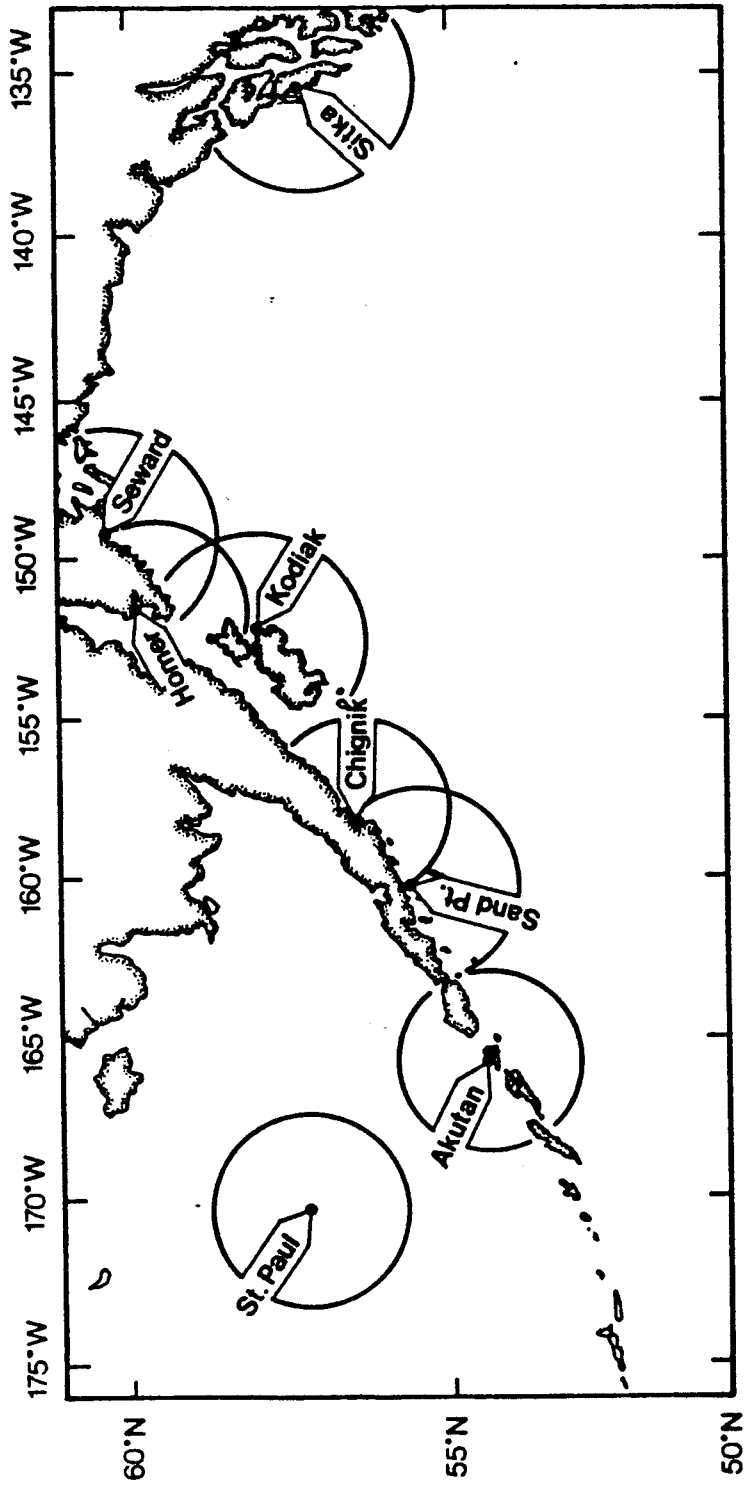 175°W
170°W
165°W
160°W
155°W
150°W
145°W
140°W
135°W
60°N
55°N
50°N
St. Paul
Akutan
Sand Pt.
Chignik
Homer
Kodiak
Seward
Sitka